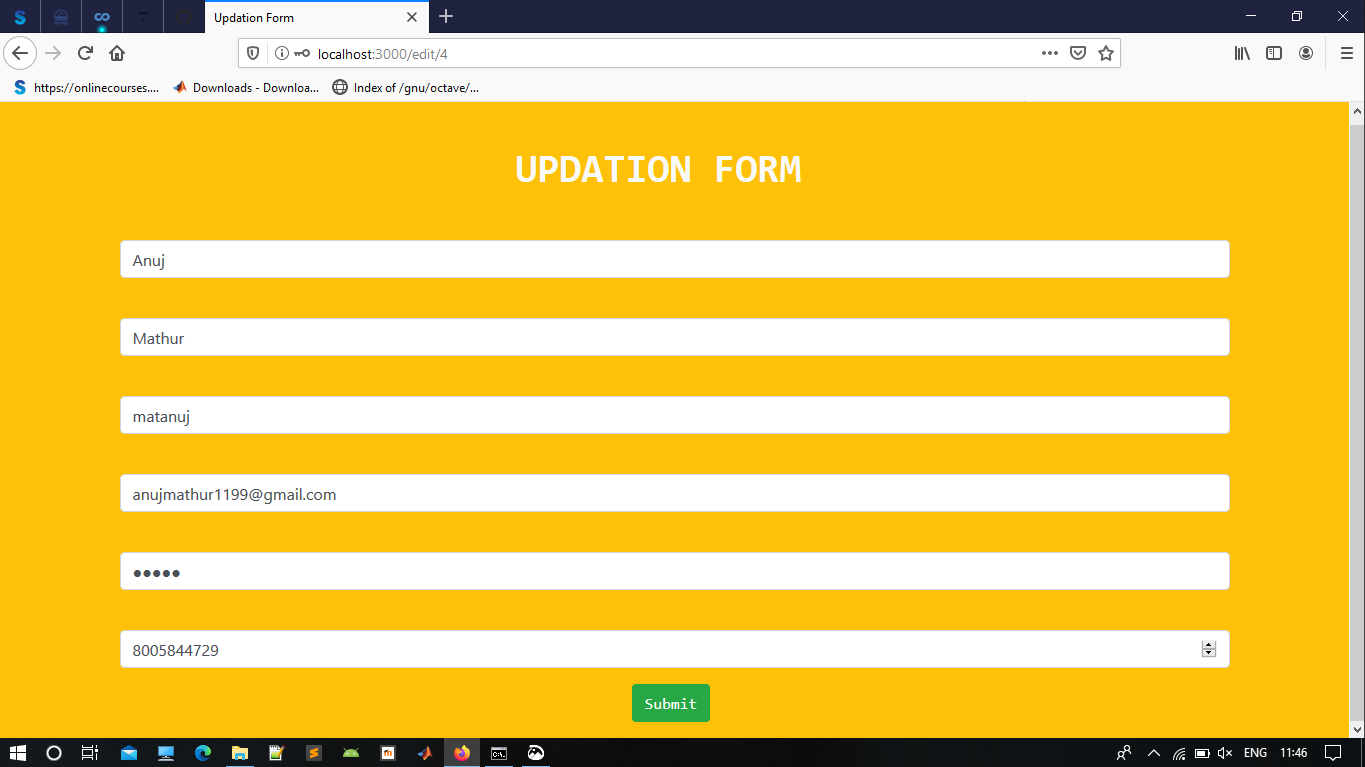 Updation Form
localhost:3000/edit/4
https://onlinecourses....
Downloads - Downloa...
Index of /gnu/octave/...
UPDATION FORM
Anuj
Mathur
matanuj
anujmathur1199@gmail.com
●●●●●
8005844729
Submit
ENG
11:46